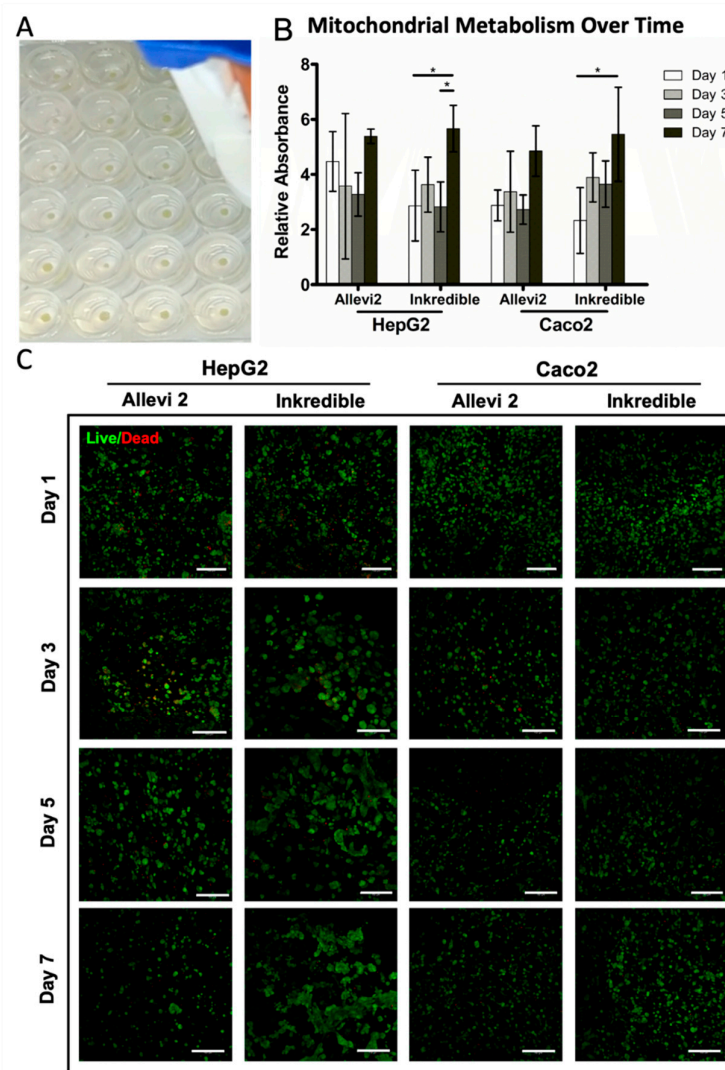 A
B Mitochondrial Metabolism Over Time
Relative Absorbance
8
6
4
2
0
* * *
Day 1
Day 3
Day 5
Day 7
Allevi2 Inkredible Allevi2 Inkredible
HepG2 Caco2
C
HepG2 Caco2
Allevi 2 Inkredible Allevi 2 Inkredible
Live/Dead
Day 1
Day 3
Day 5
Day 7